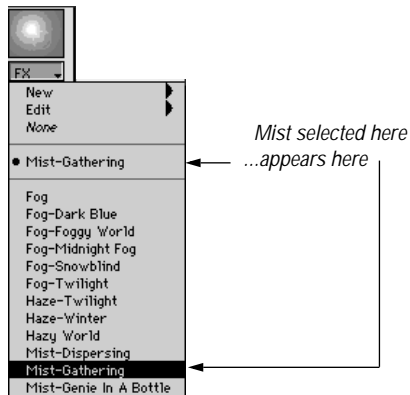 FX
New
Edit
None
Mist selected here
Mist-Gathering
...appears here
Fog
Fog-Dark Blue
Fog-Foggy World
Fog-Midnight Fog
Fog-Snowblind
Fog-Twilight
Haze-Twilight
Haze-Winter
Hazy World
Mist-Dispersing
Mist-Gathering
Mist-Genie In A Bottle